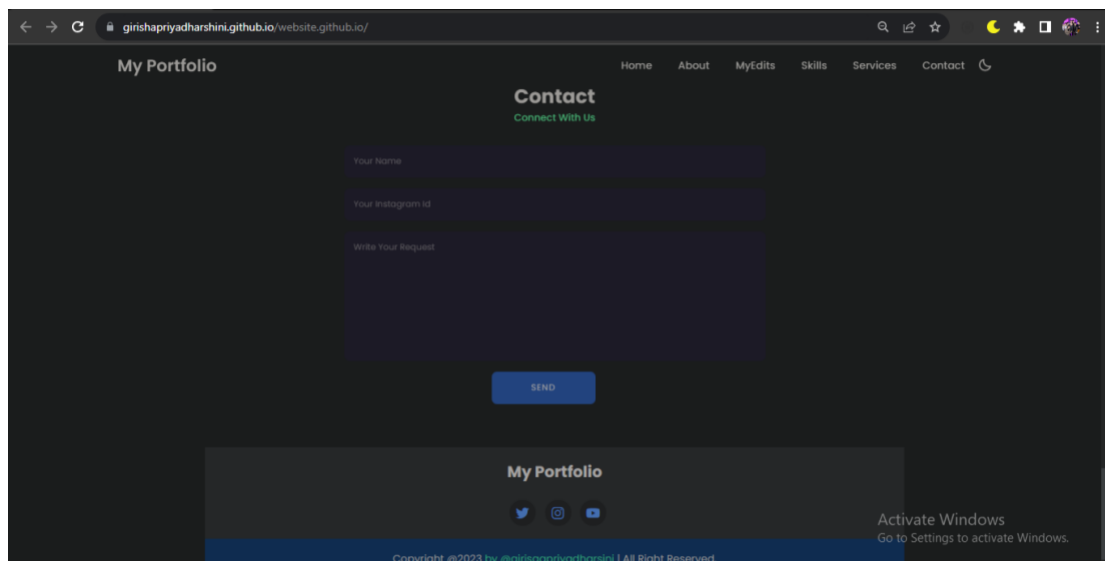 girishapriyadharshini.github.io/website.github.io/
My Portfolio Home About MyEdits Skills Services Contact
Contact
Connect With Us
Your Name
Your Instagram Id
Write Your Request
SEND
My Portfolio
Activate Windows
Go to Settings to activate Windows.
Copyright @2023 by @girisaapriyadharsini | All Right Reserved